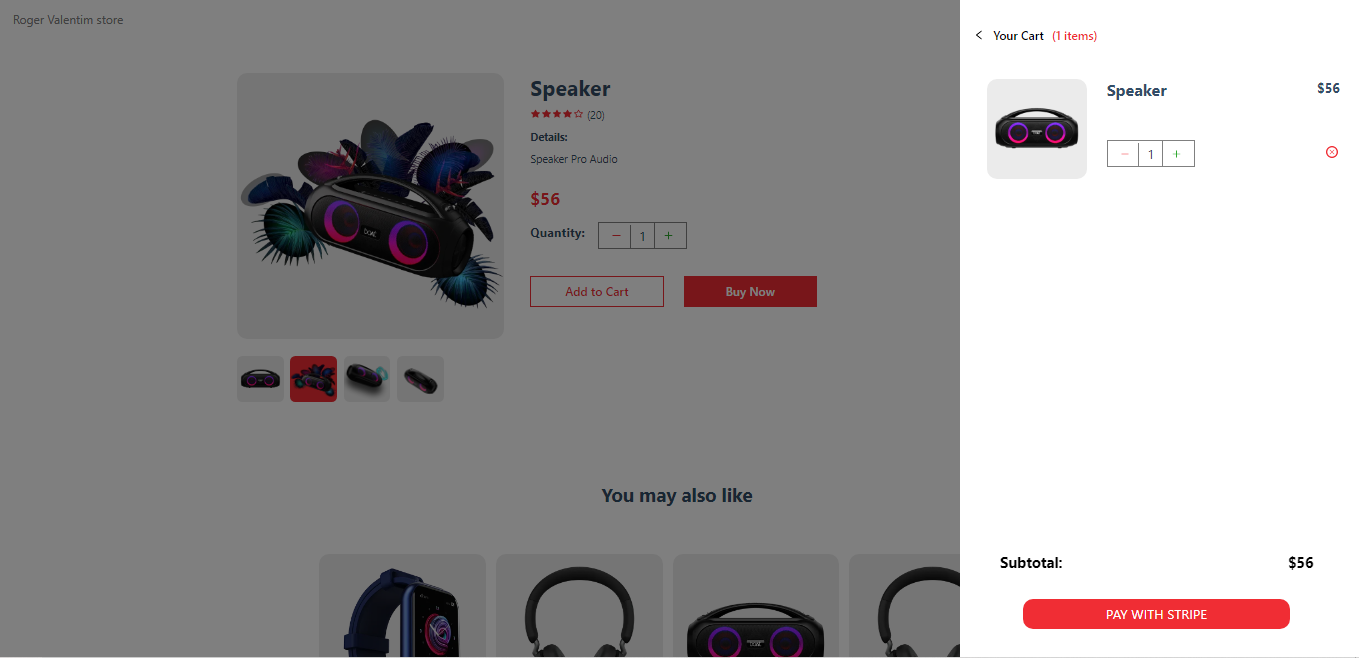 Roger Valentim store
Speaker
(20)
Details:
Speaker Pro Audio
$56
Quantity: − 1 +
Add to Cart
Buy Now
You may also like
Your Cart (1 items)
Speaker
$56
− 1 +
Subtotal:
$56
PAY WITH STRIPE